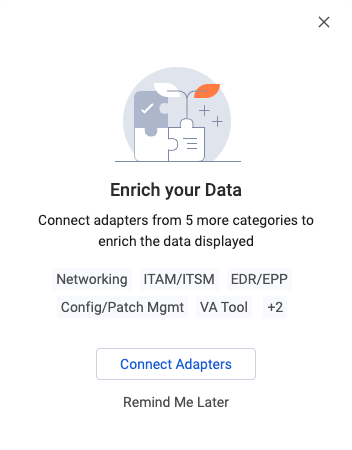 Enrich your Data
Connect adapters from 5 more categories to
enrich the data displayed
Networking ITAM/ITSM EDR/EPP
Config/Patch Mgmt VA Tool +2
Connect Adapters
Remind Me Later